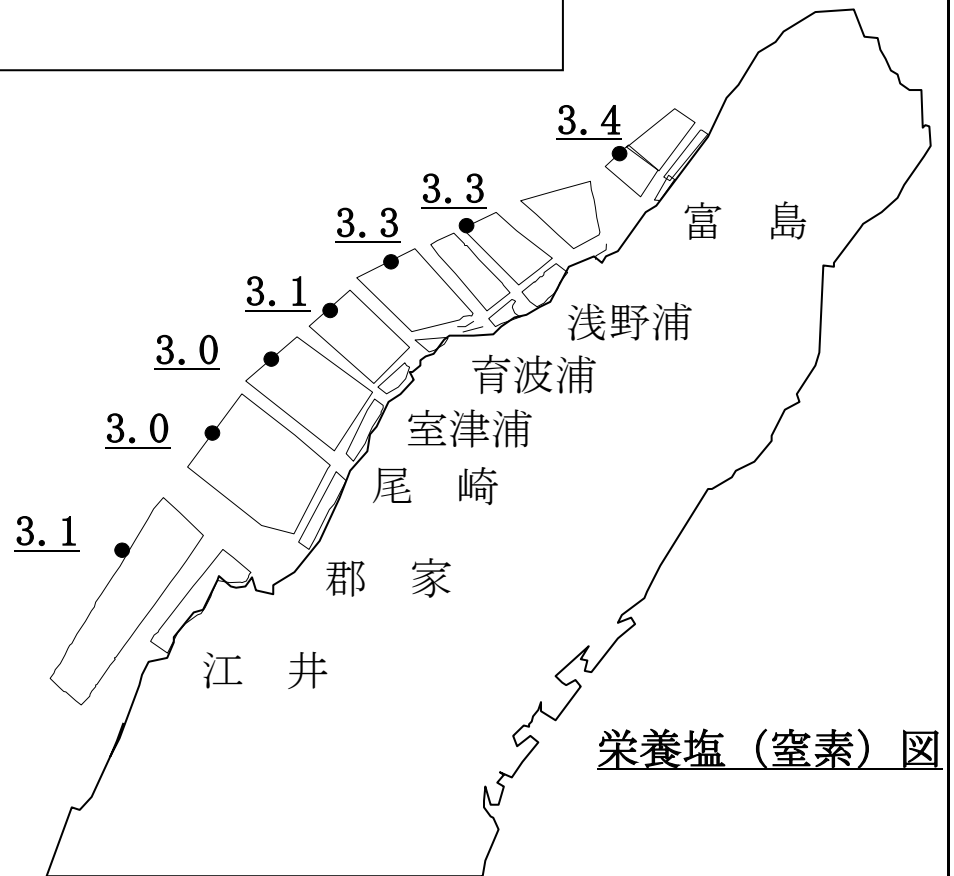 3.4
3.3
3.3
3.1
3.0
3.0
3.1
富　島
浅野浦
育波浦
室津浦
尾　崎
郡　家
江　井
栄養塩（窒素）図